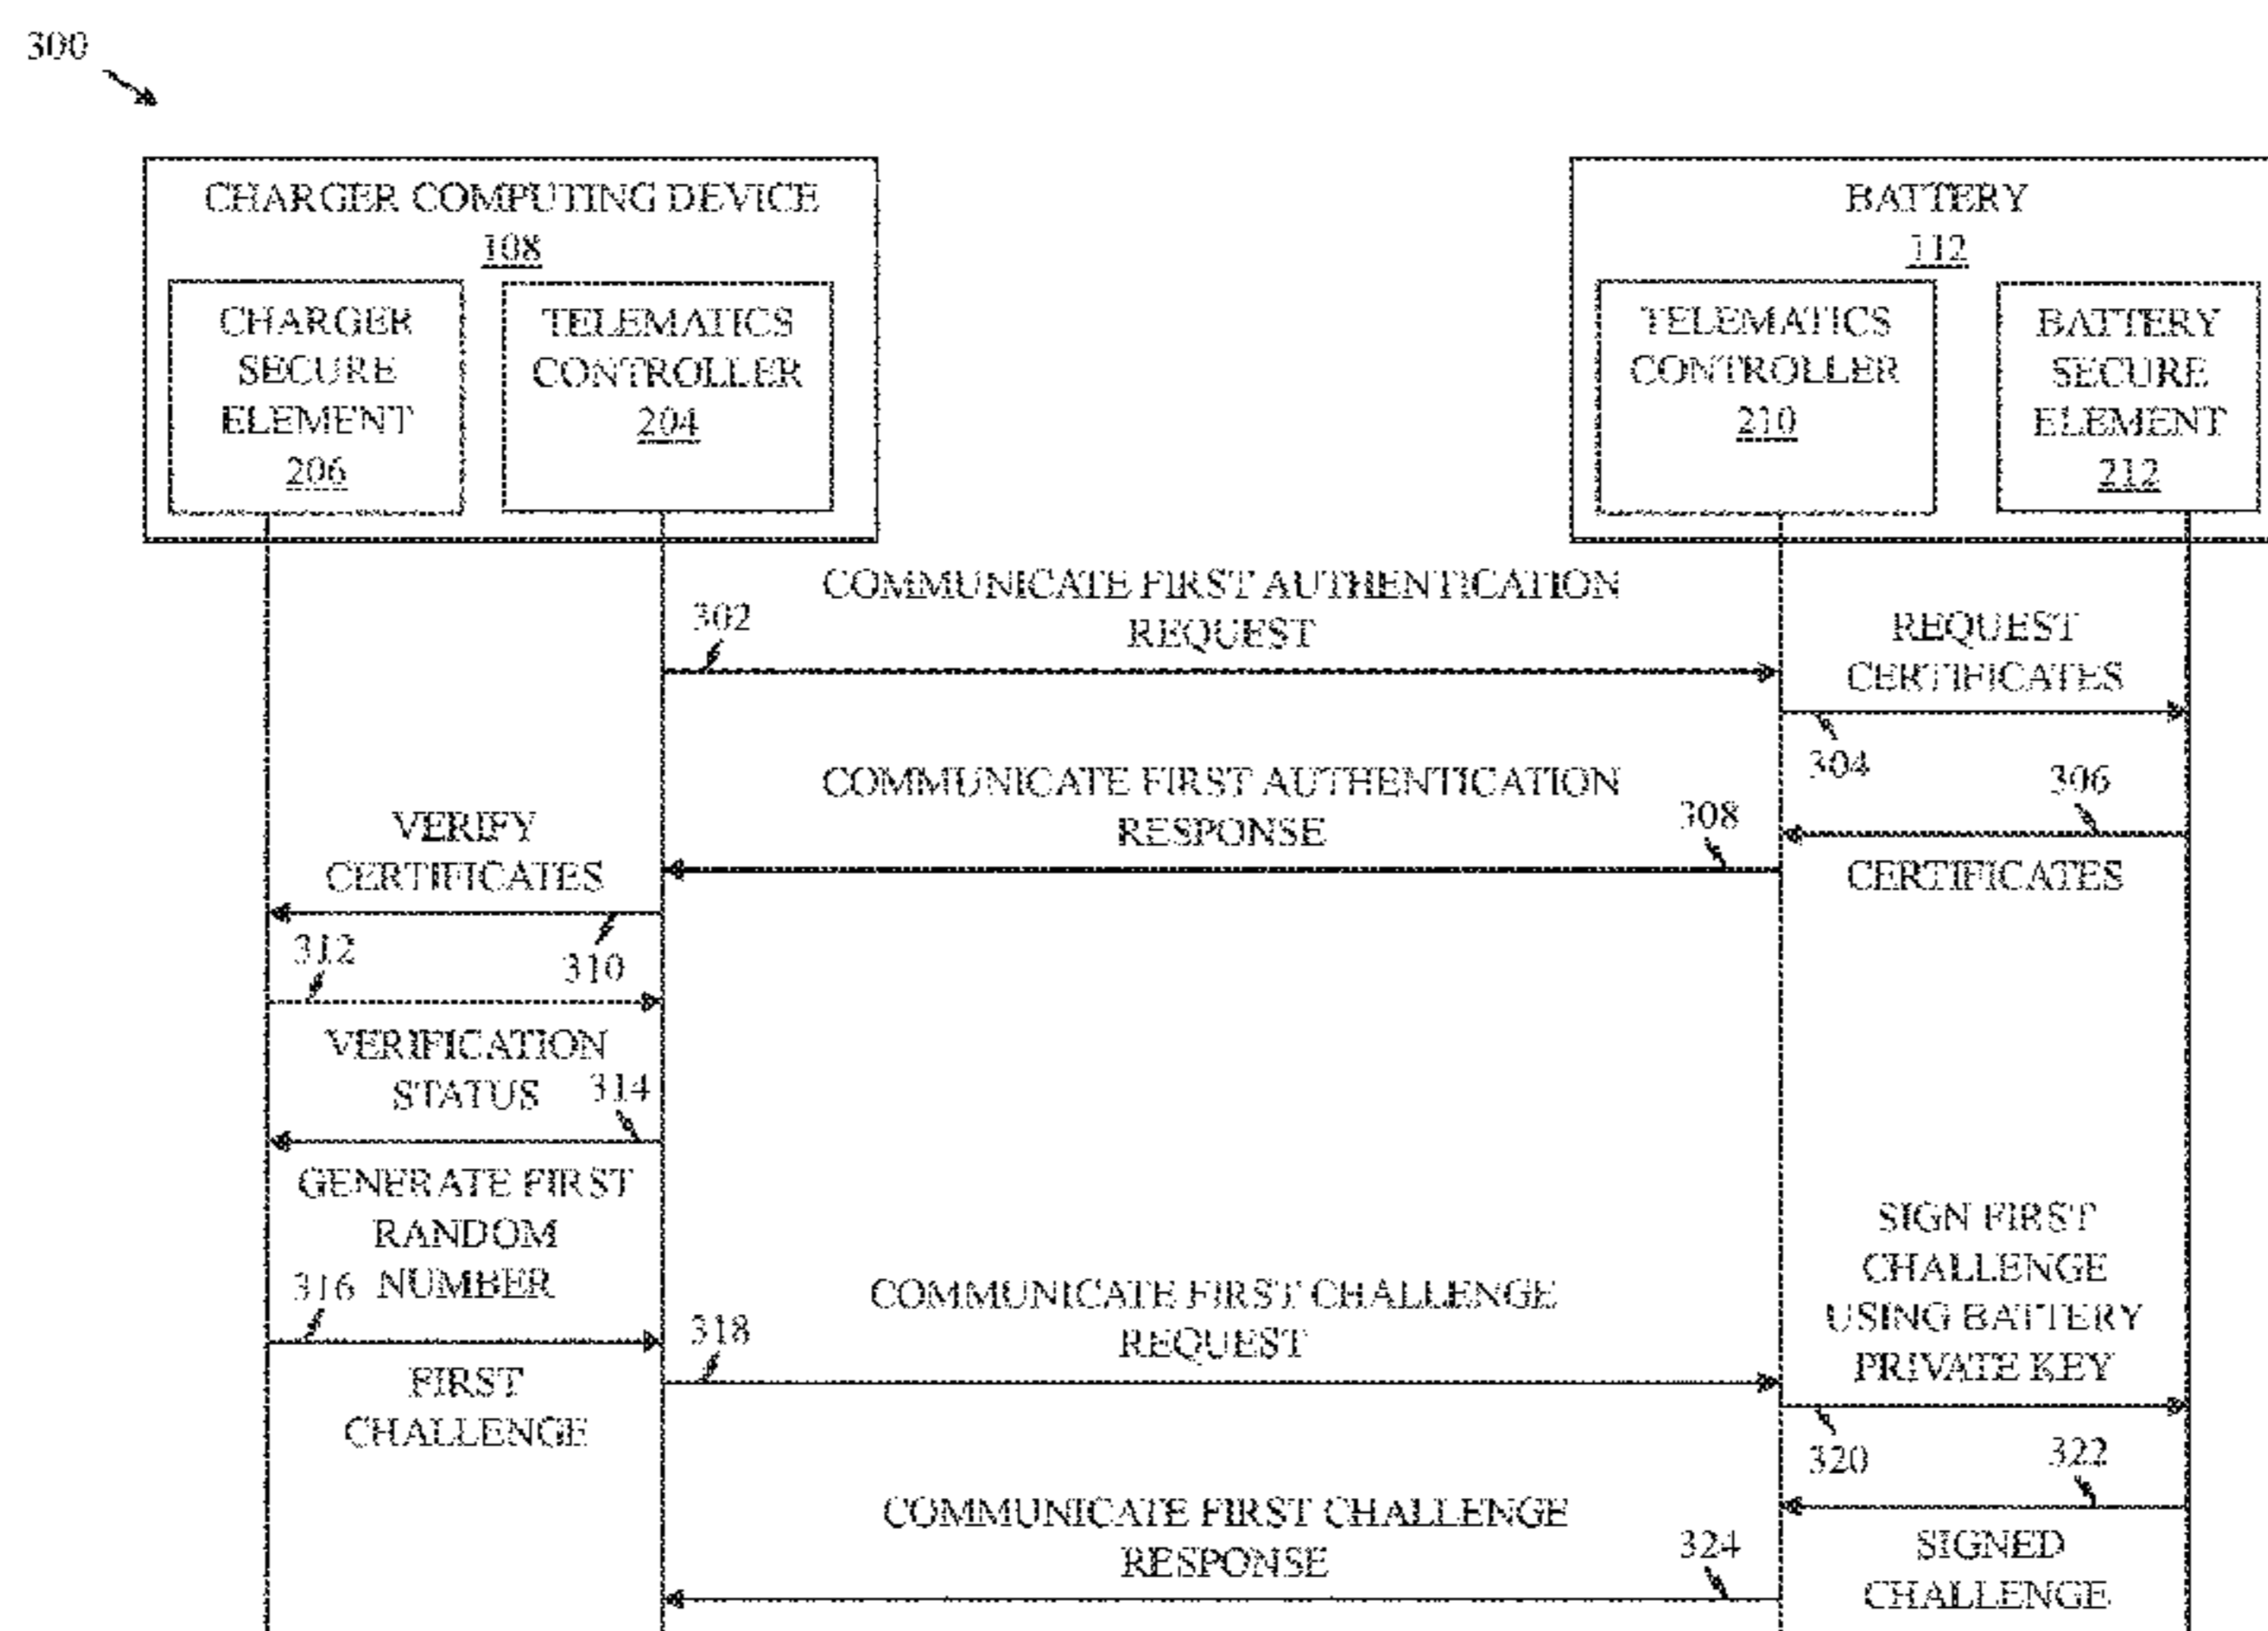 300
CHARGER COMPUTING DEVICE
108
CHARGER
SECURE
ELEMENT
206
TELEMATICS
CONTROLLER
204
BATTERY
112
TELEMATICS
CONTROLLER
210
BATTERY
SECURE
ELEMENT
212
COMMUNICATE FIRST AUTHENTICATION
REQUEST
302
REQUEST
CERTIFICATES
304
306
CERTIFICATES
COMMUNICATE FIRST AUTHENTICATION
RESPONSE
308
VERIFY
CERTIFICATES
310
312
VERIFICATION
STATUS
314
GENERATE FIRST
RANDOM
NUMBER
316
FIRST
CHALLENGE
318
COMMUNICATE FIRST CHALLENGE
REQUEST
SIGN FIRST
CHALLENGE
USING BATTERY
PRIVATE KEY
320
322
SIGNED
CHALLENGE
COMMUNICATE FIRST CHALLENGE
RESPONSE
324